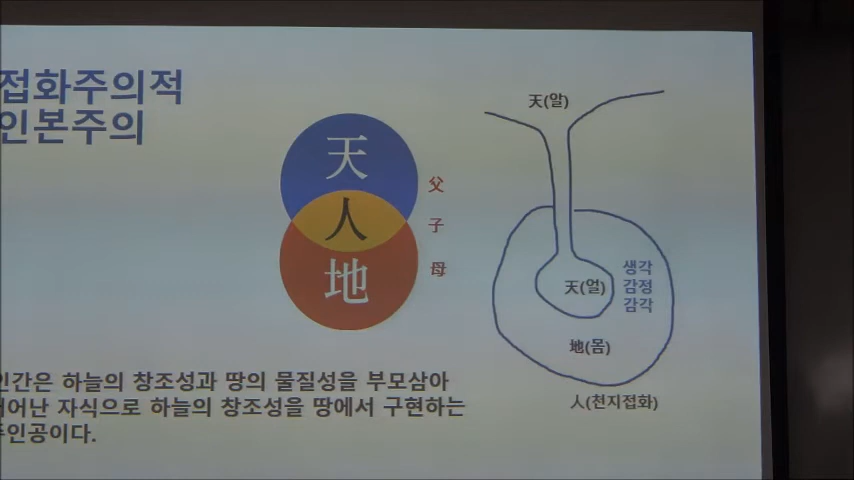 접화주의적
인본주의
天
人
地
父
子
母
天(알)
天(얼)
생각
감정
감각
地(몸)
人(천지접화)
인간은 하늘의 창조성과 땅의 물질성을 부모삼아
자식으로 하늘의 창조성을 땅에서 구현하는
주인공이다.